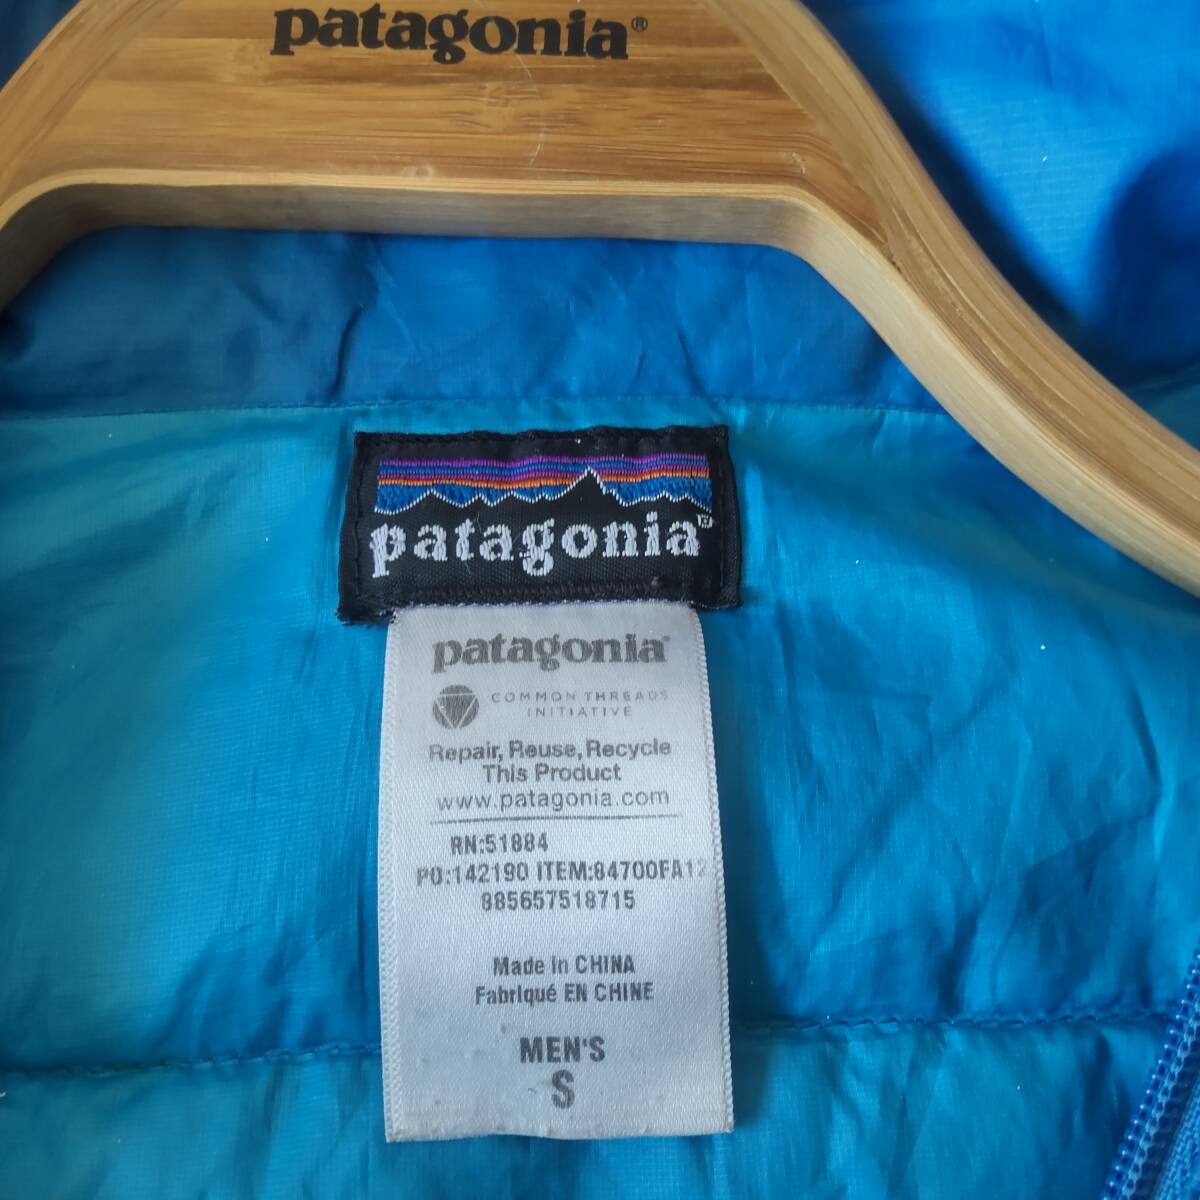 patagonia®
patagonia®
patagonia®
COMMON THREADS
INITIATIVE
Repair, Reuse, Recycle
This Product
www.patagonia.com
RN:51884
PO:142190 ITEM:84700FA12
885657518715
Made in CHINA
Fabriqué EN CHINE
MEN'S
S